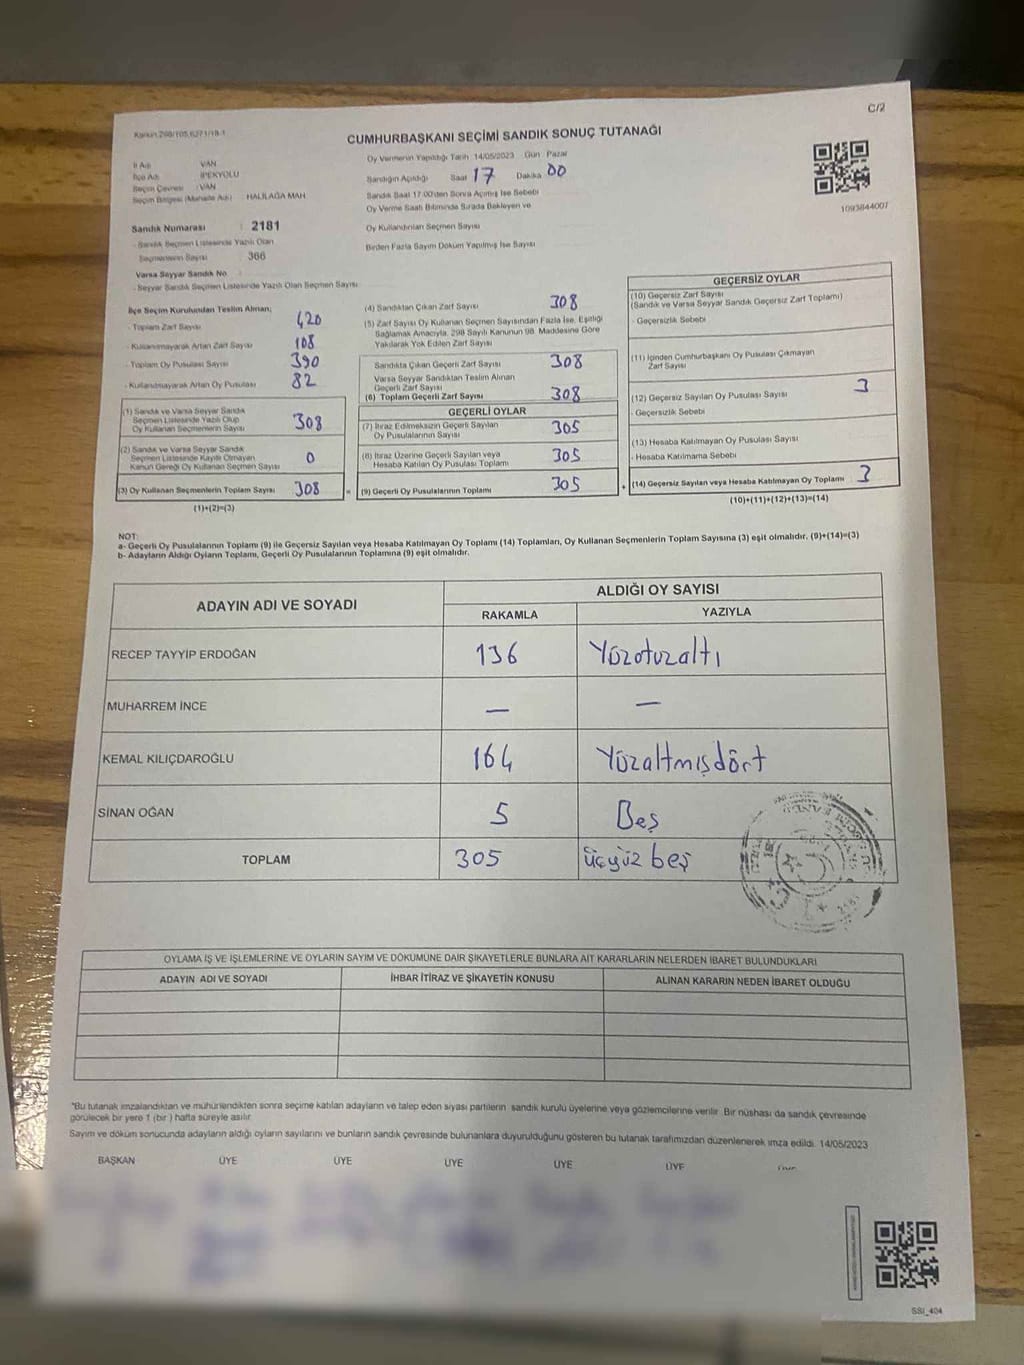 C/2
Kanun:298/105,6271/18-1
CUMHURBAŞKANI SEÇİMİ SANDIK SONUÇ TUTANAĞI
İl Adı VAN
İlçe Adı İPEKYOLU
Seçim Çevresi :VAN
Seçim Bölgesi (Mahalle Adı) : HALİLAĞA MAH
Oy Vermenin Yapıldığı Tarih 14/05/2023 Gün Pazar
Sandığın Açıldığı Saat 17 Dakika 00
Sandık Saat 17.00'den Sonra Açılmış İse Sebebi
Oy Verme Saati Bitiminde Sırada Bekleyen ve
Oy Kullandırılan Seçmen Sayısı
Birden Fazla Sayım Döküm Yapılmış İse Sayısı
1093844007
Sandık Numarası : 2181
- Sandık Seçmen Listesinde Yazılı Olan
Seçmenlerin Sayısı : 366
Varsa Seyyar Sandık No :
- Seyyar Sandık Seçmen Listesinde Yazılı Olan Seçmen Sayısı:
İlçe Seçim Kurulundan Teslim Alınan;
- Toplam Zarf Sayısı 420
- Kullanılmayarak Artan Zarf Sayısı 108
- Toplam Oy Pusulası Sayısı 390
- Kullanılmayarak Artan Oy Pusulası 82
(1) Sandık ve Varsa Seyyar Sandık
Seçmen Listesinde Yazılı Olup
Oy Kullanan Seçmenlerin Sayısı 308
(2) Sandık ve Varsa Seyyar Sandık
Seçmen Listesinde Kayıtlı Olmayan
Kanun Gereği Oy Kullanan Seçmen Sayısı 0
(3) Oy Kullanan Seçmenlerin Toplam Sayısı 308
(1)+(2)=(3)
(4) Sandıktan Çıkan Zarf Sayısı 308
(5) Zarf Sayısı Oy Kullanan Seçmen Sayısından Fazla İse, Eşitliği
Sağlamak Amacıyla, 298 Sayılı Kanunun 98. Maddesine Göre
Yakılarak Yok Edilen Zarf Sayısı
Sandıkta Çıkan Geçerli Zarf Sayısı 308
Varsa Seyyar Sandıktan Teslim Alınan
Geçerli Zarf Sayısı
(6) Toplam Geçerli Zarf Sayısı 308
GEÇERLİ OYLAR
(7) İtiraz Edilmeksizin Geçerli Sayılan
Oy Pusulalarının Sayısı 305
(8) İtiraz Üzerine Geçerli Sayılan veya
Hesaba Katılan Oy Pusulası Toplamı 305
= (9) Geçerli Oy Pusulalarının Toplamı 305
GEÇERSİZ OYLAR
(10) Geçersiz Zarf Sayısı
(Sandık ve Varsa Seyyar Sandık Geçersiz Zarf Toplamı)
- Geçersizlik Sebebi
(11) İçinden Cumhurbaşkanı Oy Pusulası Çıkmayan
Zarf Sayısı
(12) Geçersiz Sayılan Oy Pusulası Sayısı 3
- Geçersizlik Sebebi
(13) Hesaba Katılmayan Oy Pusulası Sayısı
- Hesaba Katılmama Sebebi
+ (14) Geçersiz Sayılan veya Hesaba Katılmayan Oy Toplamı 3
(10)+(11)+(12)+(13)=(14)
NOT:
a- Geçerli Oy Pusulalarının Toplamı (9) ile Geçersiz Sayılan veya Hesaba Katılmayan Oy Toplamı (14) Toplamları, Oy Kullanan Seçmenlerin Toplam Sayısına (3) eşit olmalıdır. (9)+(14)=(3)
b- Adayların Aldığı Oyların Toplamı, Geçerli Oy Pusulalarının Toplamına (9) eşit olmalıdır.
ADAYIN ADI VE SOYADI
ALDIĞI OY SAYISI
RAKAMLA YAZIYLA
RECEP TAYYİP ERDOĞAN 136 Yüzotuzaltı
MUHARREM İNCE — —
KEMAL KILIÇDAROĞLU 164 Yüzaltmışdört
SİNAN OĞAN 5 Beş
TOPLAM 305 üçyüz beş
OYLAMA İŞ VE İŞLEMLERİNE VE OYLARIN SAYIM VE DÖKÜMÜNE DAİR ŞİKAYETLERLE BUNLARA AİT KARARLARIN NELERDEN İBARET BULUNDUKLARI
ADAYIN ADI VE SOYADI İHBAR İTİRAZ VE ŞİKAYETİN KONUSU ALINAN KARARIN NEDEN İBARET OLDUĞU
"Bu tutanak imzalandıktan ve mühürlendikten sonra seçime katılan adayların ve talep eden siyasi partilerin sandık kurulu üyelerine veya gözlemcilerine verilir. Bir nüshası da sandık çevresinde
görülecek bir yere 1 (bir) hafta süreyle asılır.
Sayım ve döküm sonucunda adayların aldığı oyların sayılarını ve bunların sandık çevresinde bulunanlara duyurulduğunu gösteren bu tutanak tarafımızdan düzenlenerek imza edildi. 14/05/2023
BAŞKAN ÜYE ÜYE ÜYE ÜYE ÜYE
SSI_404